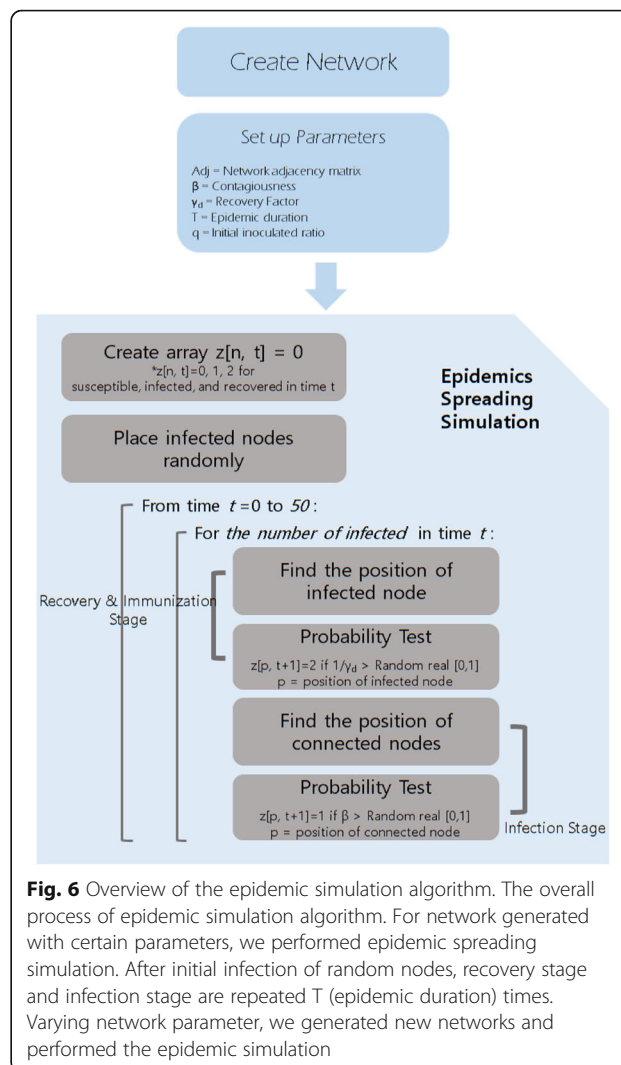 Create Network
Set up Parameters
Adj = Network adjacency matrix
β = Contagiousness
γd = Recovery Factor
T = Epidemic duration
q = Initial inoculated ratio
Create array z[n, t] = 0
*z[n, t]=0, 1, 2 for
susceptible, infected, and recovered in time t
Epidemics
Spreading
Simulation
Place infected nodes
randomly
From time t=0 to 50:
For the number of infected in time t:
Find the position of
infected node
Recovery & Immunization
Stage
Probability Test
z[p, t+1]=2 if 1/γd > Random real [0,1]
p = position of infected node
Find the position of
connected nodes
Probability Test
z[p, t+1]=1 if β > Random real [0,1]
p = position of connected node
Infection Stage
Fig. 6 Overview of the epidemic simulation algorithm. The overall
process of epidemic simulation algorithm. For network generated
with certain parameters, we performed epidemic spreading
simulation. After initial infection of random nodes, recovery stage
and infection stage are repeated T (epidemic duration) times.
Varying network parameter, we generated new networks and
performed the epidemic simulation